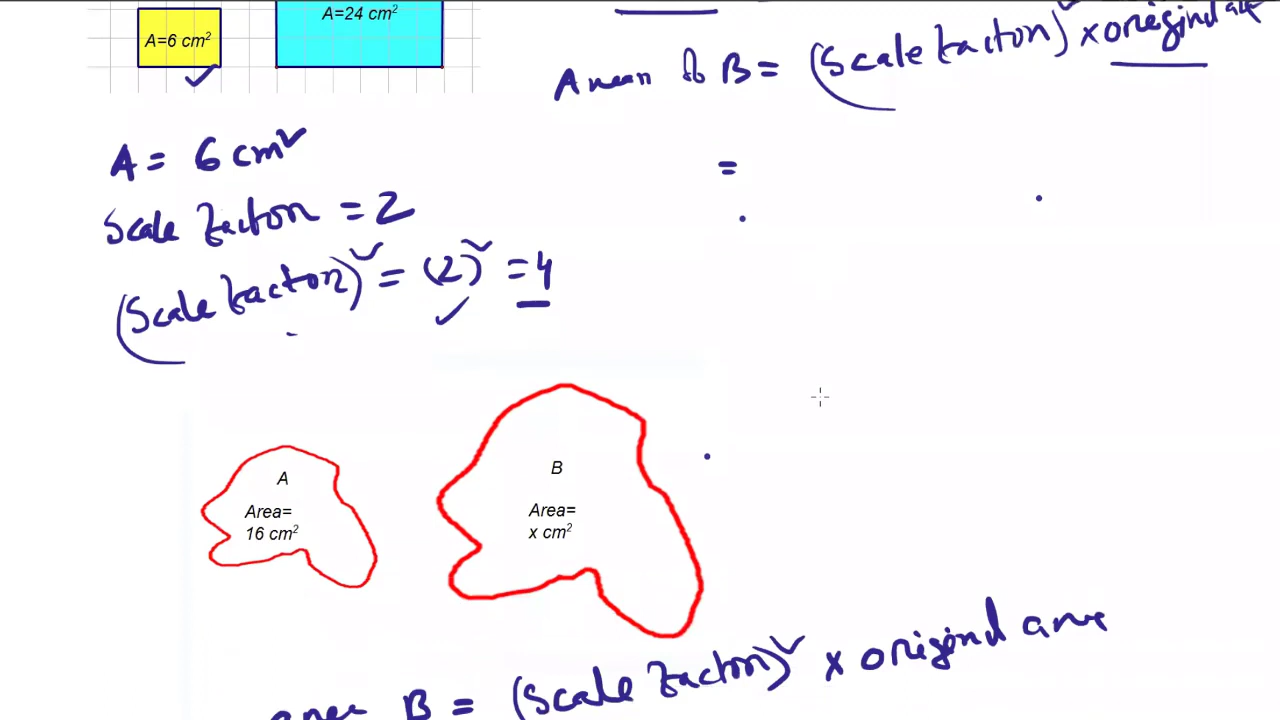 A=6 cm²
A=24 cm²
Area of B = (Scale factor)² × original are
=
A = 6 cm²
Scale factor = 2
(Scale factor)² = (2)² = 4
A
Area=
16 cm²
B
Area=
x cm²
area B = (Scale factor)² × original area